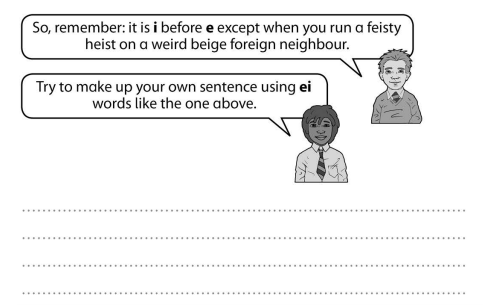 So, remember: it is i before e except when you run a feisty
heist on a weird beige foreign neighbour.
Try to make up your own sentence using ei
words like the one above.